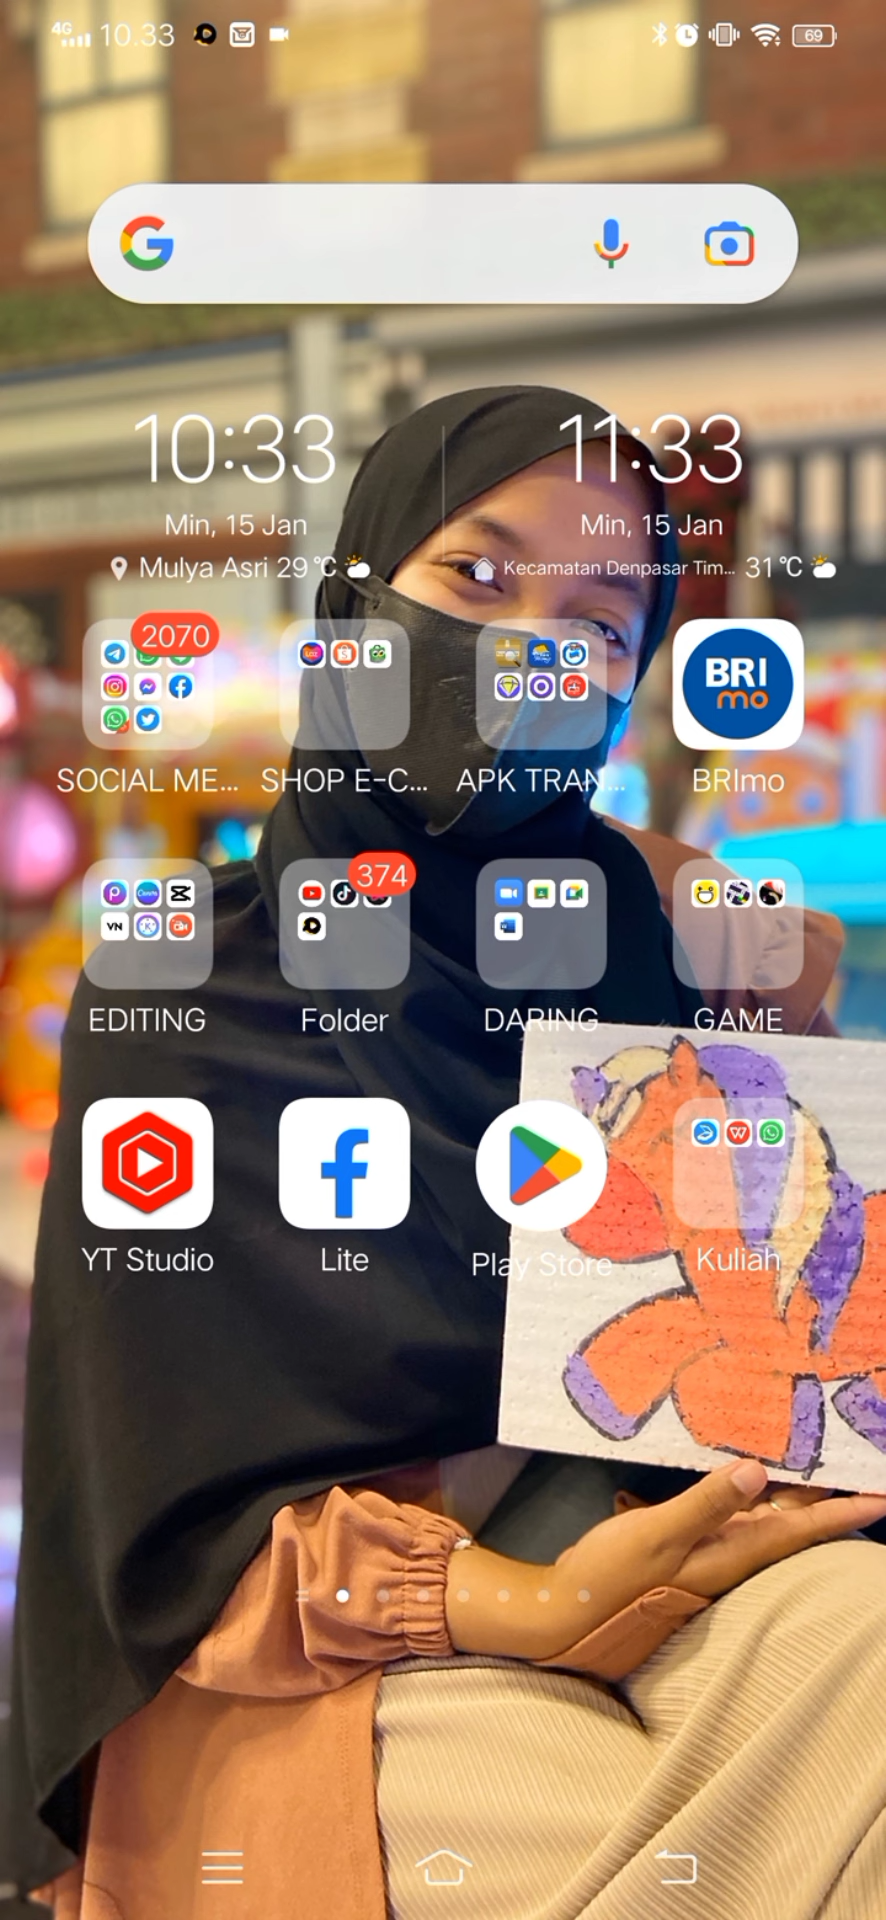 4G 10.33 69
10:33 11:33
Min, 15 Jan Min, 15 Jan
Mulya Asri 29℃ Kecamatan Denpasar Tim... 31℃
2070
BRI
mo
SOCIAL ME... SHOP E-C... APK TRAN... BRImo
374
VN
EDITING Folder DARING GAME
YT Studio Lite Play Store Kuliah